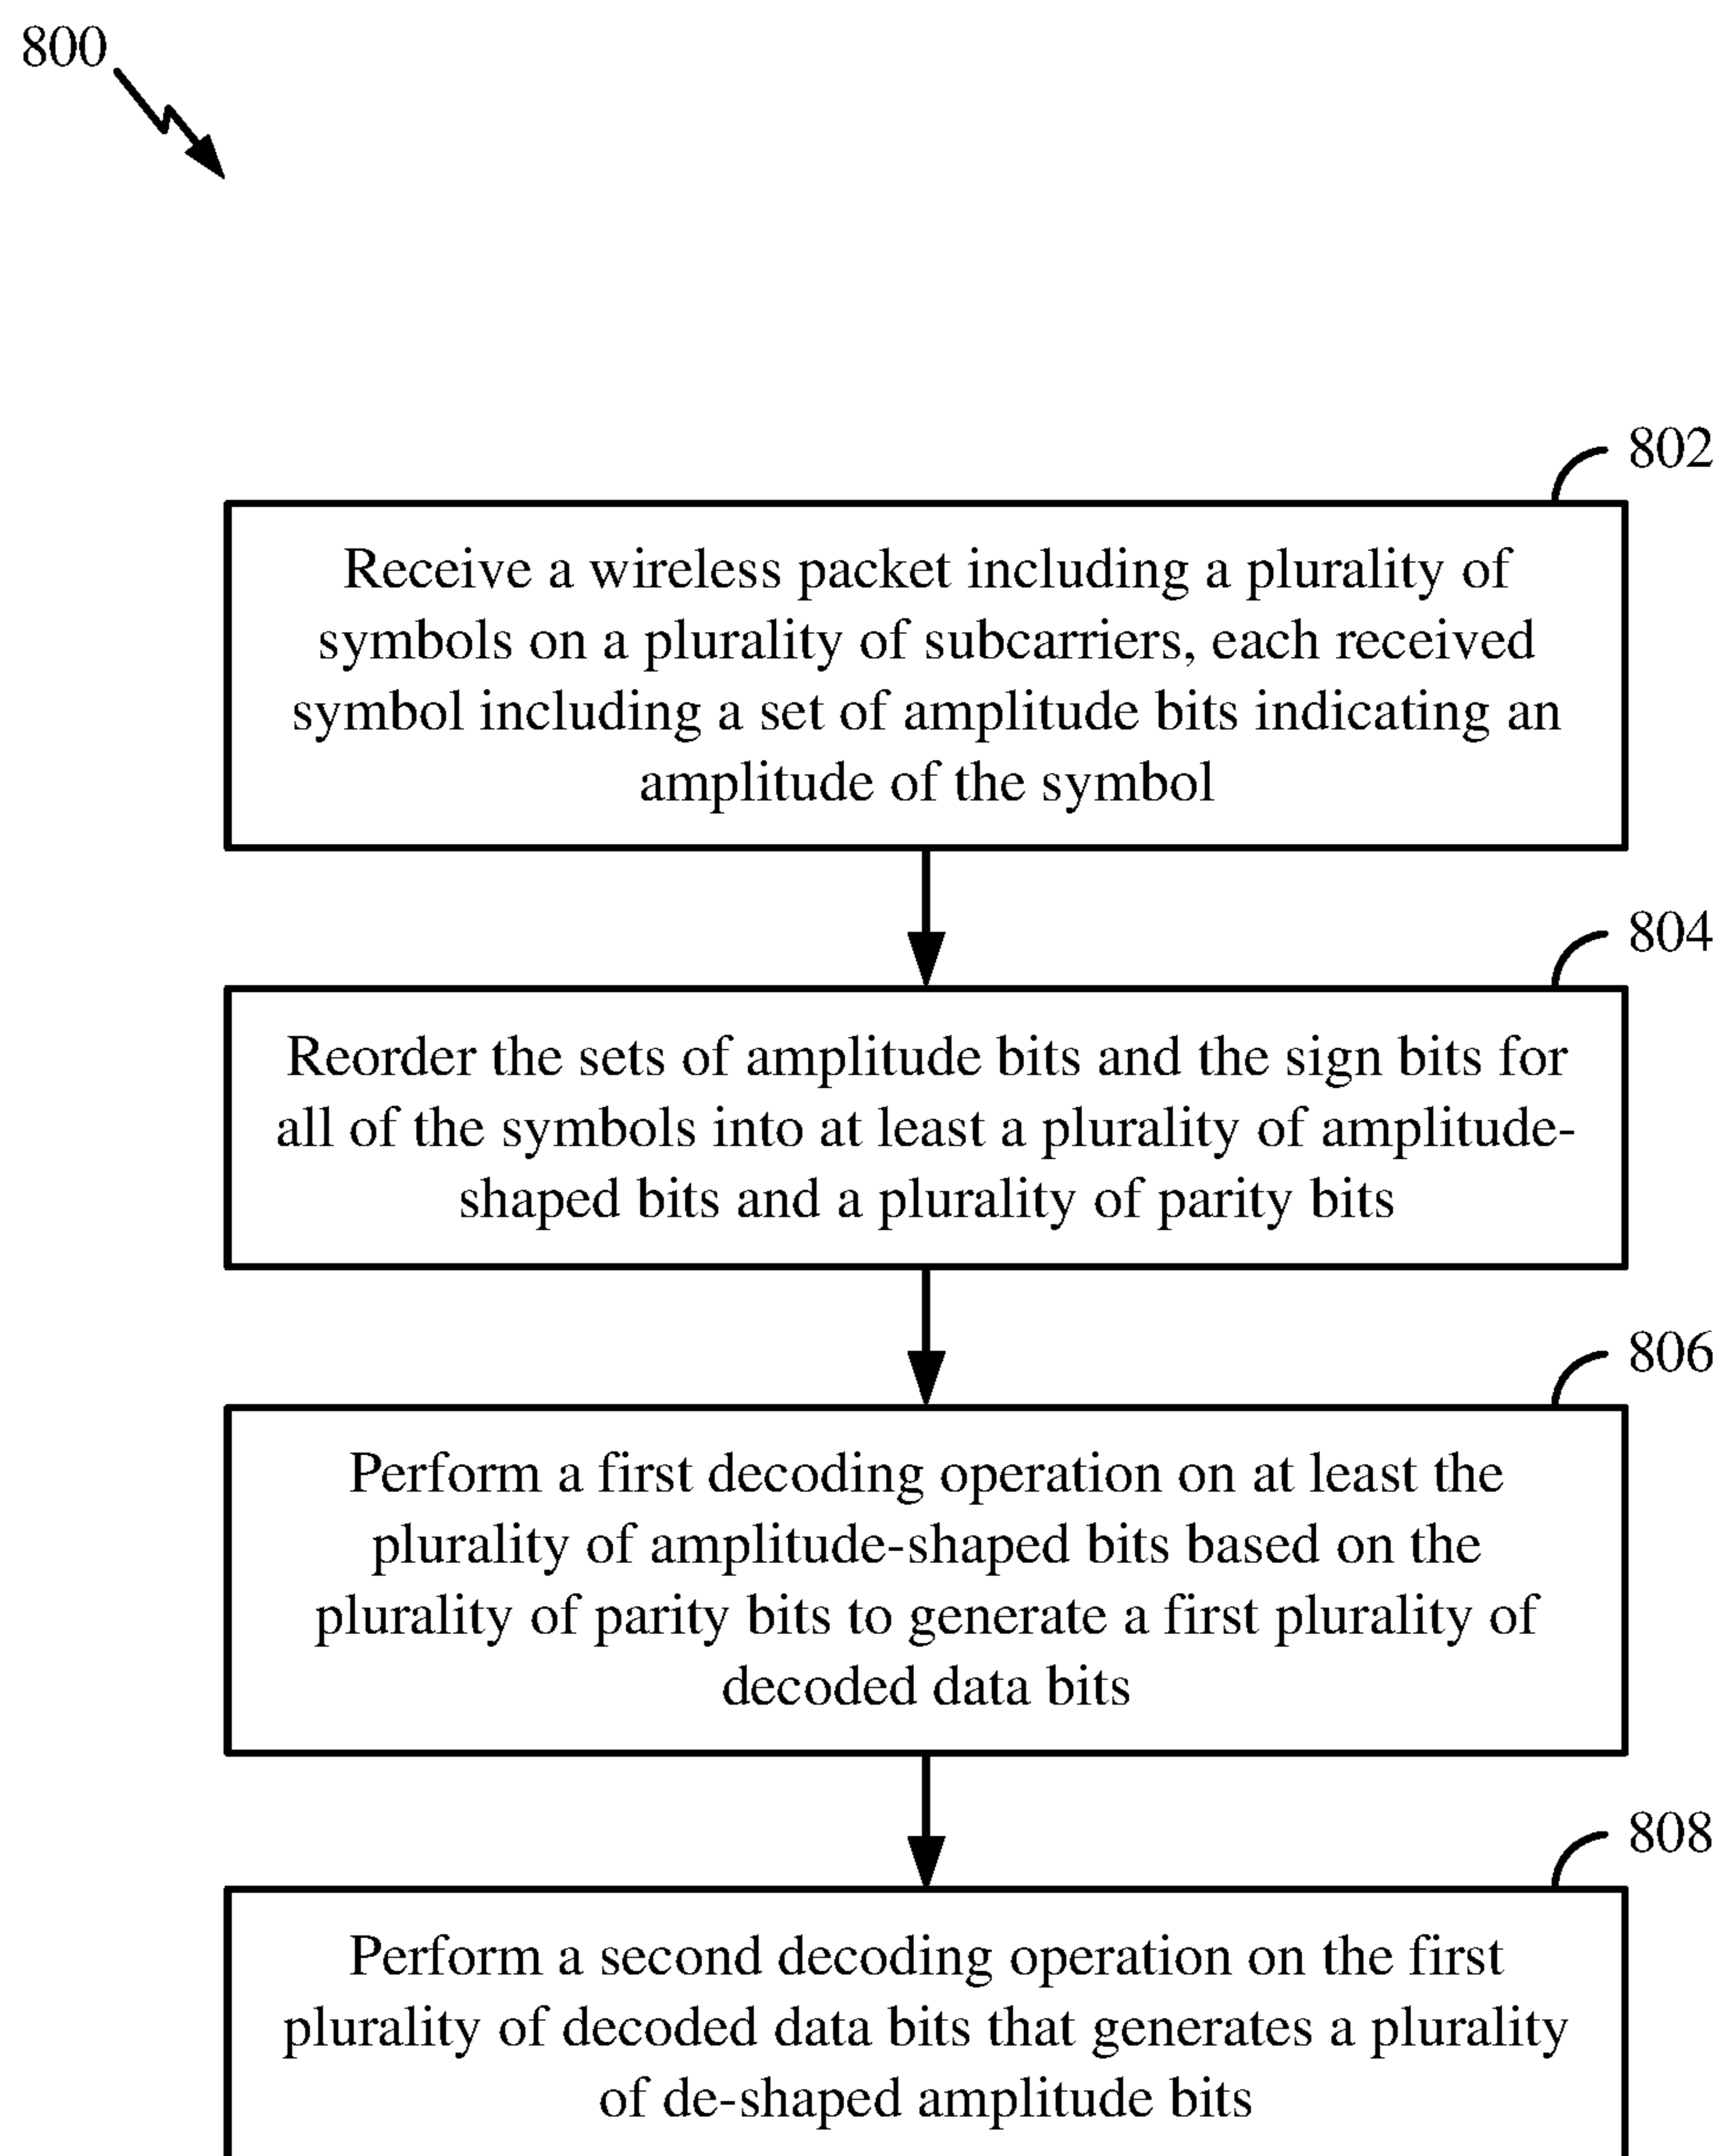 800
802
Receive a wireless packet including a plurality of
symbols on a plurality of subcarriers, each received
symbol including a set of amplitude bits indicating an
amplitude of the symbol
804
Reorder the sets of amplitude bits and the sign bits for
all of the symbols into at least a plurality of amplitude-
shaped bits and a plurality of parity bits
806
Perform a first decoding operation on at least the
plurality of amplitude-shaped bits based on the
plurality of parity bits to generate a first plurality of
decoded data bits
808
Perform a second decoding operation on the first
plurality of decoded data bits that generates a plurality
of de-shaped amplitude bits